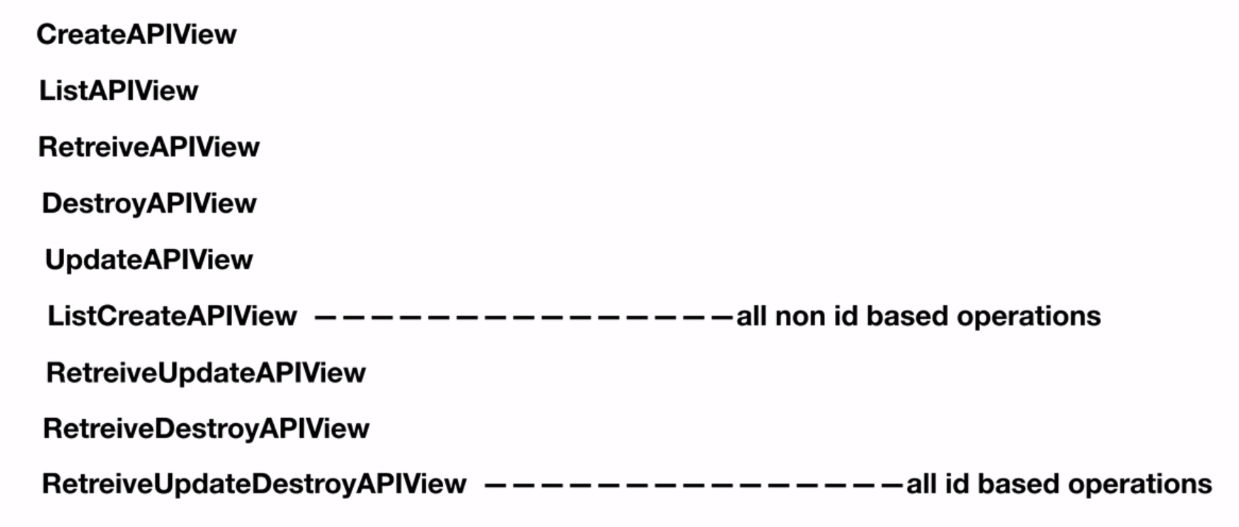 CreateAPIView
ListAPIView
RetreiveAPIView
DestroyAPIView
UpdateAPIView
ListCreateAPIView ———————————————all non id based operations
RetreiveUpdateAPIView
RetreiveDestroyAPIView
RetreiveUpdateDestroyAPIView ———————————————all id based operations